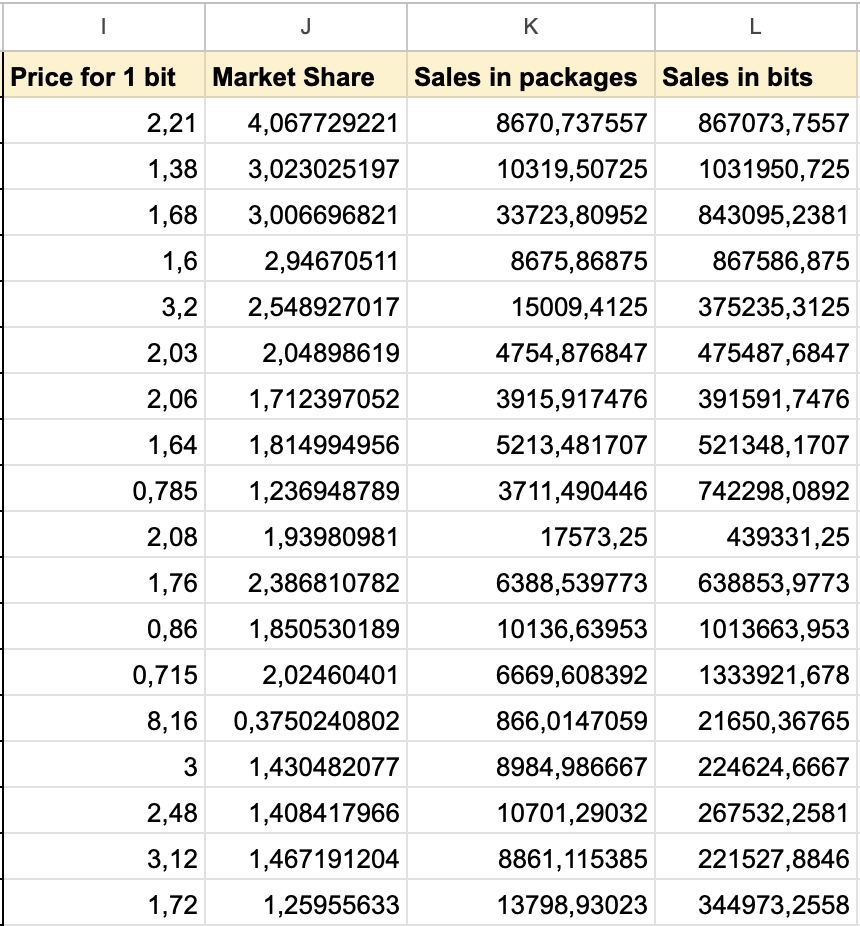 I J K L
Price for 1 bit Market Share Sales in packages Sales in bits
2,21 4,067729221 8670,737557 867073,7557
1,38 3,023025197 10319,50725 1031950,725
1,68 3,006696821 33723,80952 843095,2381
1,6 2,94670511 8675,86875 867586,875
3,2 2,548927017 15009,4125 375235,3125
2,03 2,04898619 4754,876847 475487,6847
2,06 1,712397052 3915,917476 391591,7476
1,64 1,814994956 5213,481707 521348,1707
0,785 1,236948789 3711,490446 742298,0892
2,08 1,93980981 17573,25 439331,25
1,76 2,386810782 6388,539773 638853,9773
0,86 1,850530189 10136,63953 1013663,953
0,715 2,02460401 6669,608392 1333921,678
8,16 0,3750240802 866,0147059 21650,36765
3 1,430482077 8984,986667 224624,6667
2,48 1,408417966 10701,29032 267532,2581
3,12 1,467191204 8861,115385 221527,8846
1,72 1,25955633 13798,93023 344973,2558